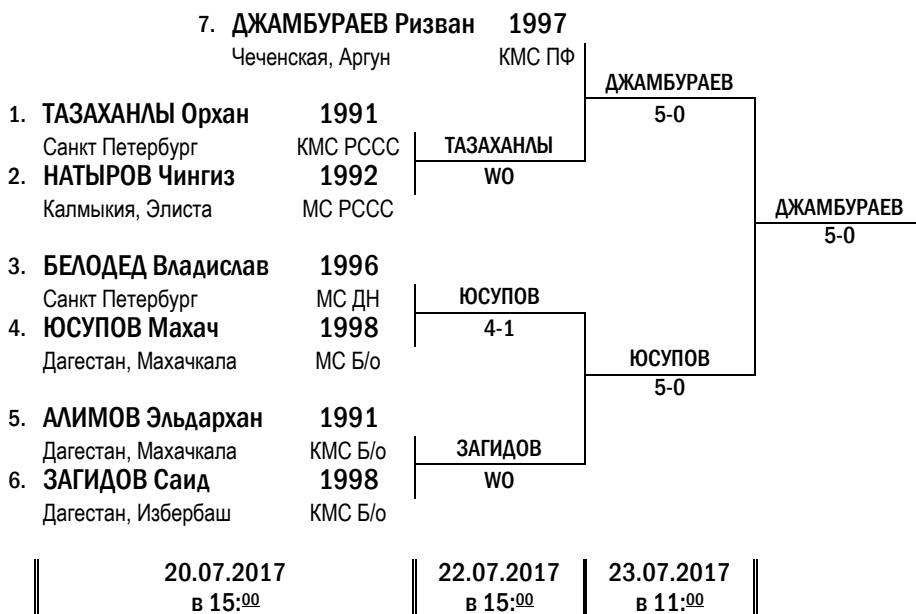 7. ДЖАМБУРАЕВ Ризван 1997
Чеченская, Аргун КМС ПФ
ДЖАМБУРАЕВ
5-0
1. ТАЗАХАНЛЫ Орхан 1991
Санкт Петербург КМС РССС
ТАЗАХАНЛЫ
WO
2. НАТЫРОВ Чингиз 1992
Калмыкия, Элиста МС РССС
ДЖАМБУРАЕВ
5-0
3. БЕЛОДЕД Владислав 1996
Санкт Петербург МС ДН
ЮСУПОВ
4-1
4. ЮСУПОВ Махач 1998
Дагестан, Махачкала МС Б/о
ЮСУПОВ
5-0
5. АЛИМОВ Эльдархан 1991
Дагестан, Махачкала КМС Б/о
ЗАГИДОВ
WO
6. ЗАГИДОВ Саид 1998
Дагестан, Избербаш КМС Б/о
20.07.2017 22.07.2017 23.07.2017
в 15:00 в 15:00 в 11:00